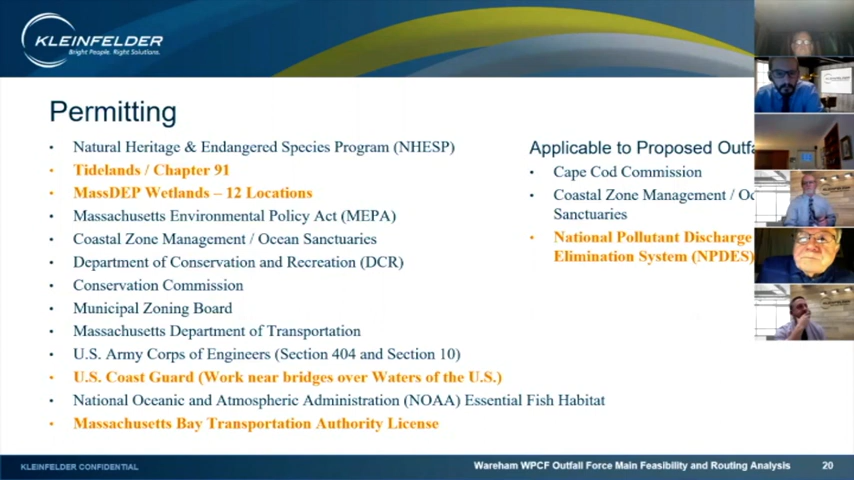 KLEINFELDER
Bright People. Right Solutions.
Permitting
• Natural Heritage & Endangered Species Program (NHESP)
• Tidelands / Chapter 91
• MassDEP Wetlands – 12 Locations
• Massachusetts Environmental Policy Act (MEPA)
• Coastal Zone Management / Ocean Sanctuaries
• Department of Conservation and Recreation (DCR)
• Conservation Commission
• Municipal Zoning Board
• Massachusetts Department of Transportation
• U.S. Army Corps of Engineers (Section 404 and Section 10)
• U.S. Coast Guard (Work near bridges over Waters of the U.S.)
• National Oceanic and Atmospheric Administration (NOAA) Essential Fish Habitat
• Massachusetts Bay Transportation Authority License
Applicable to Proposed Outfa
• Cape Cod Commission
• Coastal Zone Management / Oc
Sanctuaries
• National Pollutant Discharge
Elimination System (NPDES)
KLEINFELDER CONFIDENTIAL
Wareham WPCF Outfall Force Main Feasibility and Routing Analysis 20